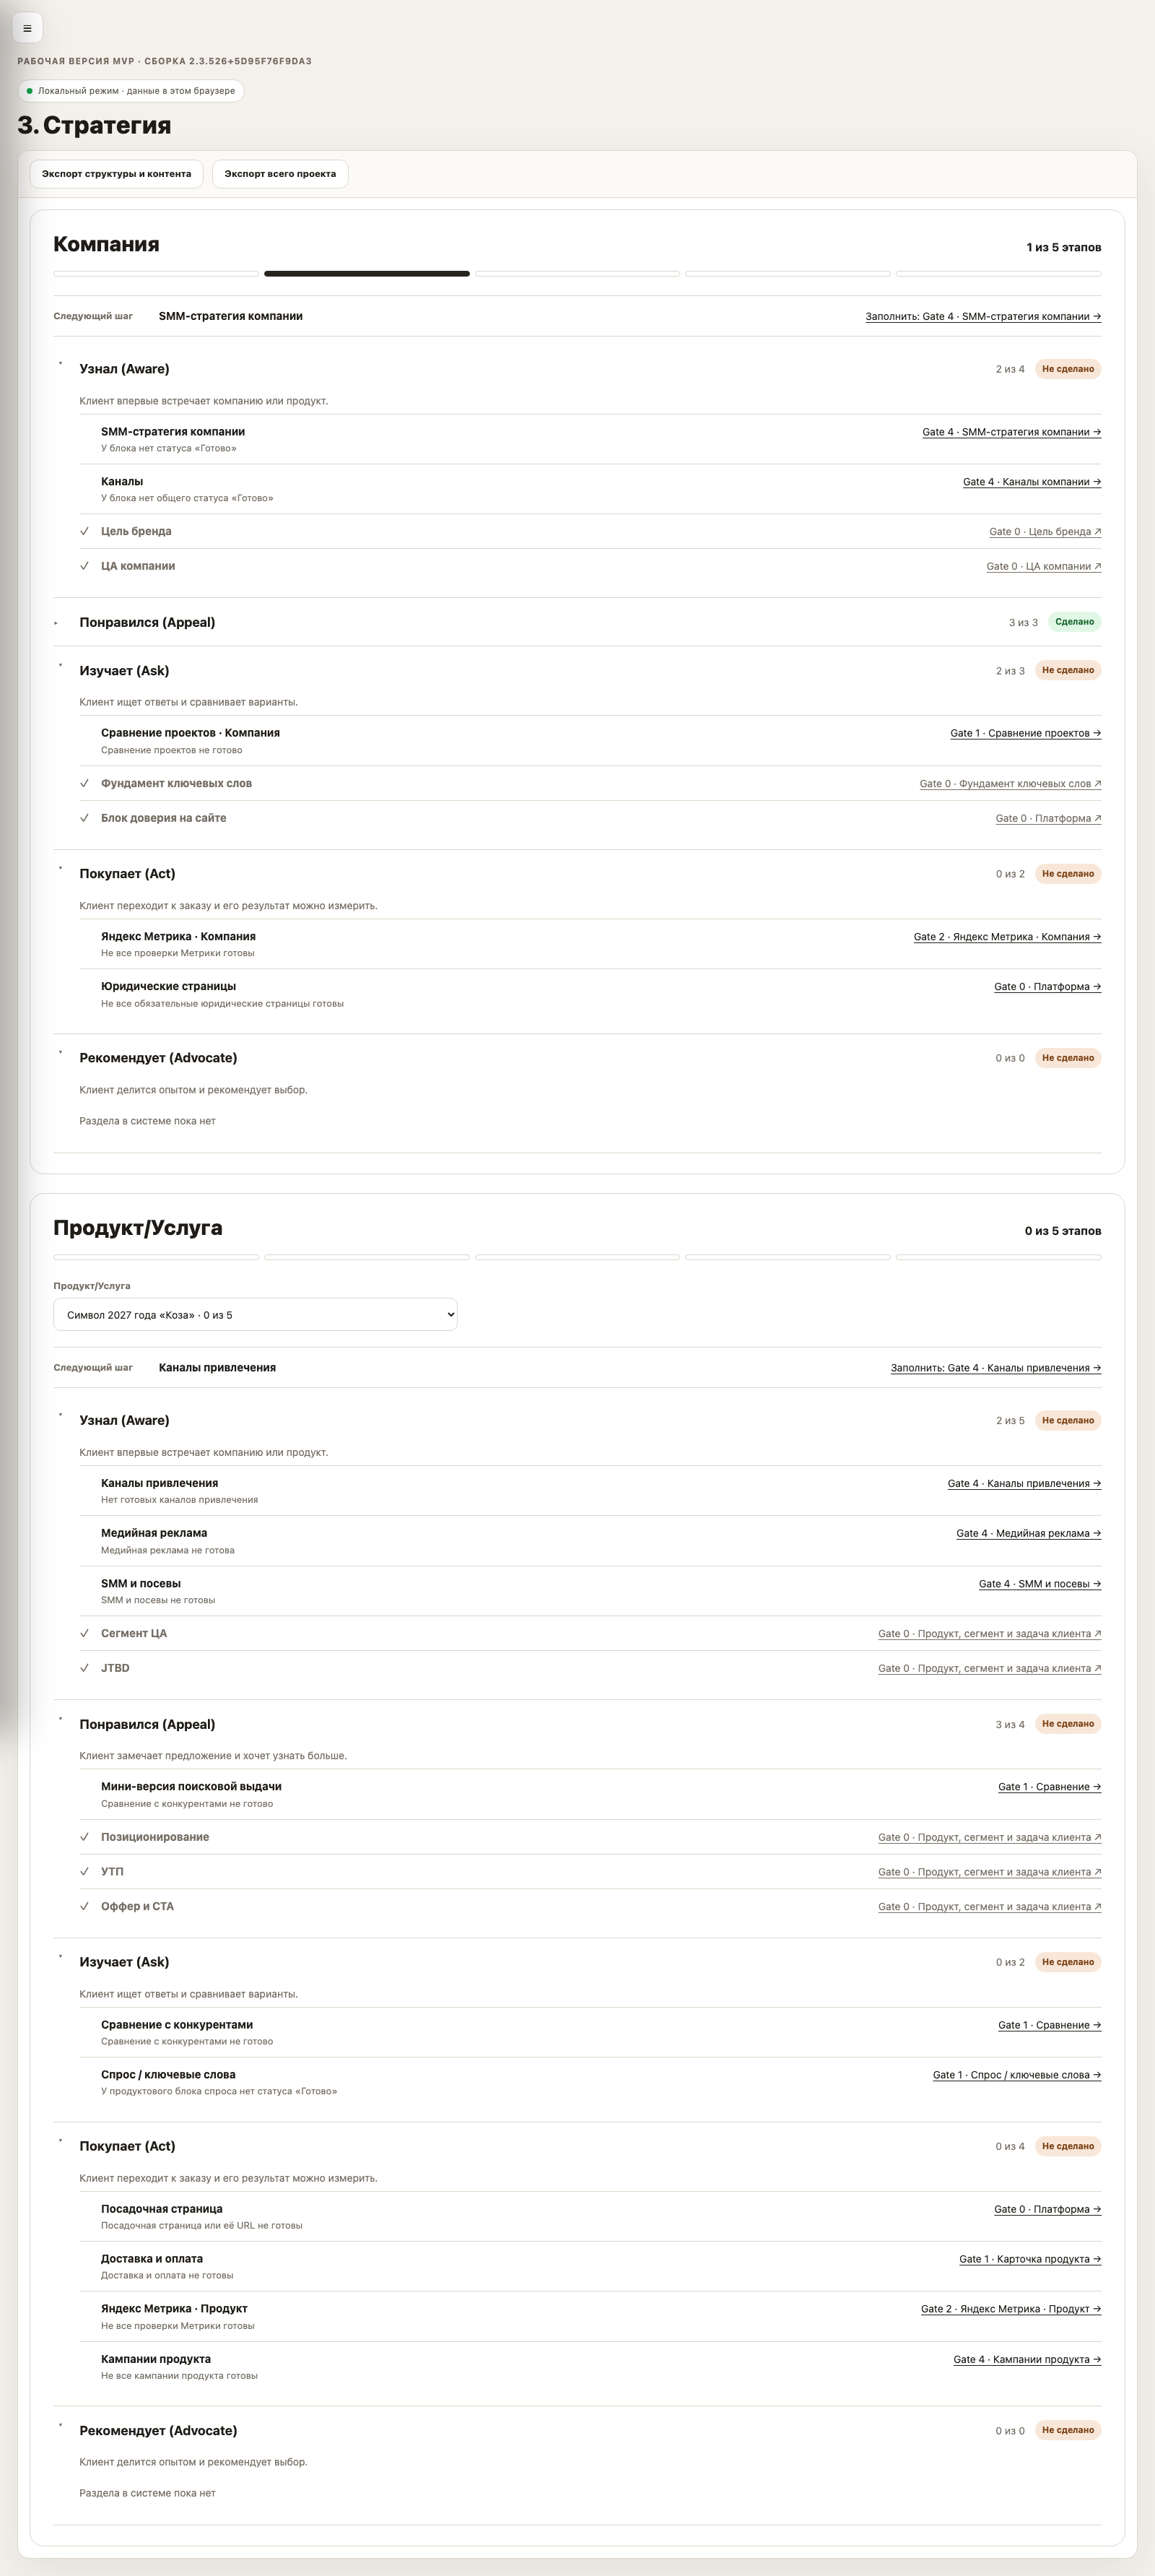 ≡
РАБОЧАЯ ВЕРСИЯ MVP · СБОРКА 2.3.526+5D95F76F9DA3
Локальный режим · данные в этом браузере
3. Стратегия
Экспорт структуры и контента Экспорт всего проекта
Компания 1 из 5 этапов
Следующий шаг SMM-стратегия компании Заполнить: Gate 4 · SMM-стратегия компании →
Узнал (Aware) 2 из 4 Не сделано
Клиент впервые встречает компанию или продукт.
SMM-стратегия компании Gate 4 · SMM-стратегия компании →
У блока нет статуса «Готово»
Каналы Gate 4 · Каналы компании →
У блока нет общего статуса «Готово»
✓ Цель бренда Gate 0 · Цель бренда ↗
✓ ЦА компании Gate 0 · ЦА компании ↗
Понравился (Appeal) 3 из 3 Сделано
Изучает (Ask) 2 из 3 Не сделано
Клиент ищет ответы и сравнивает варианты.
Сравнение проектов · Компания Gate 1 · Сравнение проектов →
Сравнение проектов не готово
✓ Фундамент ключевых слов Gate 0 · Фундамент ключевых слов ↗
✓ Блок доверия на сайте Gate 0 · Платформа ↗
Покупает (Act) 0 из 2 Не сделано
Клиент переходит к заказу и его результат можно измерить.
Яндекс Метрика · Компания Gate 2 · Яндекс Метрика · Компания →
Не все проверки Метрики готовы
Юридические страницы Gate 0 · Платформа →
Не все обязательные юридические страницы готовы
Рекомендует (Advocate) 0 из 0 Не сделано
Клиент делится опытом и рекомендует выбор.
Раздела в системе пока нет
Продукт/Услуга 0 из 5 этапов
Продукт/Услуга
Символ 2027 года «Коза» · 0 из 5
Следующий шаг Каналы привлечения Заполнить: Gate 4 · Каналы привлечения →
Узнал (Aware) 2 из 5 Не сделано
Клиент впервые встречает компанию или продукт.
Каналы привлечения Gate 4 · Каналы привлечения →
Нет готовых каналов привлечения
Медийная реклама Gate 4 · Медийная реклама →
Медийная реклама не готова
SMM и посевы Gate 4 · SMM и посевы →
SMM и посевы не готовы
✓ Сегмент ЦА Gate 0 · Продукт, сегмент и задача клиента ↗
✓ JTBD Gate 0 · Продукт, сегмент и задача клиента ↗
Понравился (Appeal) 3 из 4 Не сделано
Клиент замечает предложение и хочет узнать больше.
Мини-версия поисковой выдачи Gate 1 · Сравнение →
Сравнение с конкурентами не готово
✓ Позиционирование Gate 0 · Продукт, сегмент и задача клиента ↗
✓ УТП Gate 0 · Продукт, сегмент и задача клиента ↗
✓ Оффер и CTA Gate 0 · Продукт, сегмент и задача клиента ↗
Изучает (Ask) 0 из 2 Не сделано
Клиент ищет ответы и сравнивает варианты.
Сравнение с конкурентами Gate 1 · Сравнение →
Сравнение с конкурентами не готово
Спрос / ключевые слова Gate 1 · Спрос / ключевые слова →
У продуктового блока спроса нет статуса «Готово»
Покупает (Act) 0 из 4 Не сделано
Клиент переходит к заказу и его результат можно измерить.
Посадочная страница Gate 0 · Платформа →
Посадочная страница или её URL не готовы
Доставка и оплата Gate 1 · Карточка продукта →
Доставка и оплата не готовы
Яндекс Метрика · Продукт Gate 2 · Яндекс Метрика · Продукт →
Не все проверки Метрики готовы
Кампании продукта Gate 4 · Кампании продукта →
Не все кампании продукта готовы
Рекомендует (Advocate) 0 из 0 Не сделано
Клиент делится опытом и рекомендует выбор.
Раздела в системе пока нет